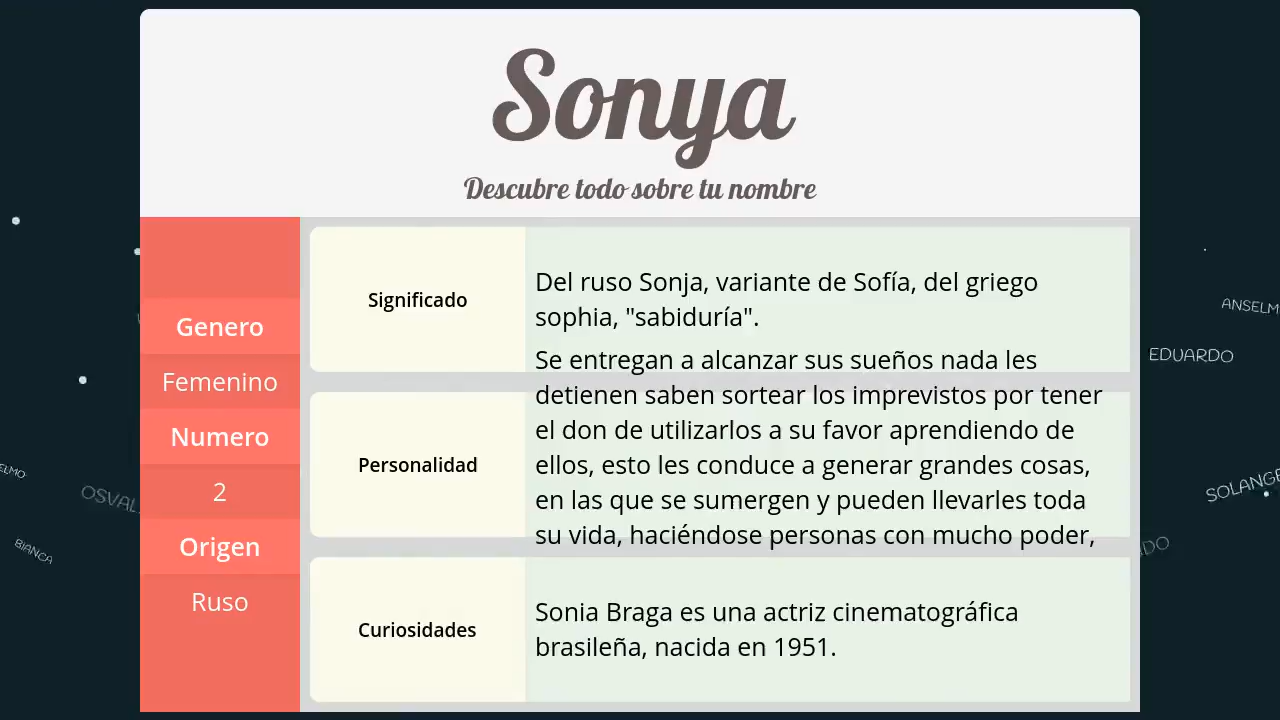 Sonya
Descubre todo sobre tu nombre
Genero
Femenino
Numero
2
Origen
Ruso
Significado
Del ruso Sonja, variante de Sofía, del griego
sophia, "sabiduría".
Personalidad
Se entregan a alcanzar sus sueños nada les
detienen saben sortear los imprevistos por tener
el don de utilizarlos a su favor aprendiendo de
ellos, esto les conduce a generar grandes cosas,
en las que se sumergen y pueden llevarles toda
su vida, haciéndose personas con mucho poder,
Curiosidades
Sonia Braga es una actriz cinematográfica
brasileña, nacida en 1951.
ELMO
OSVAL
BIANCA
ANSELM
EDUARDO
SOLANGE
DO